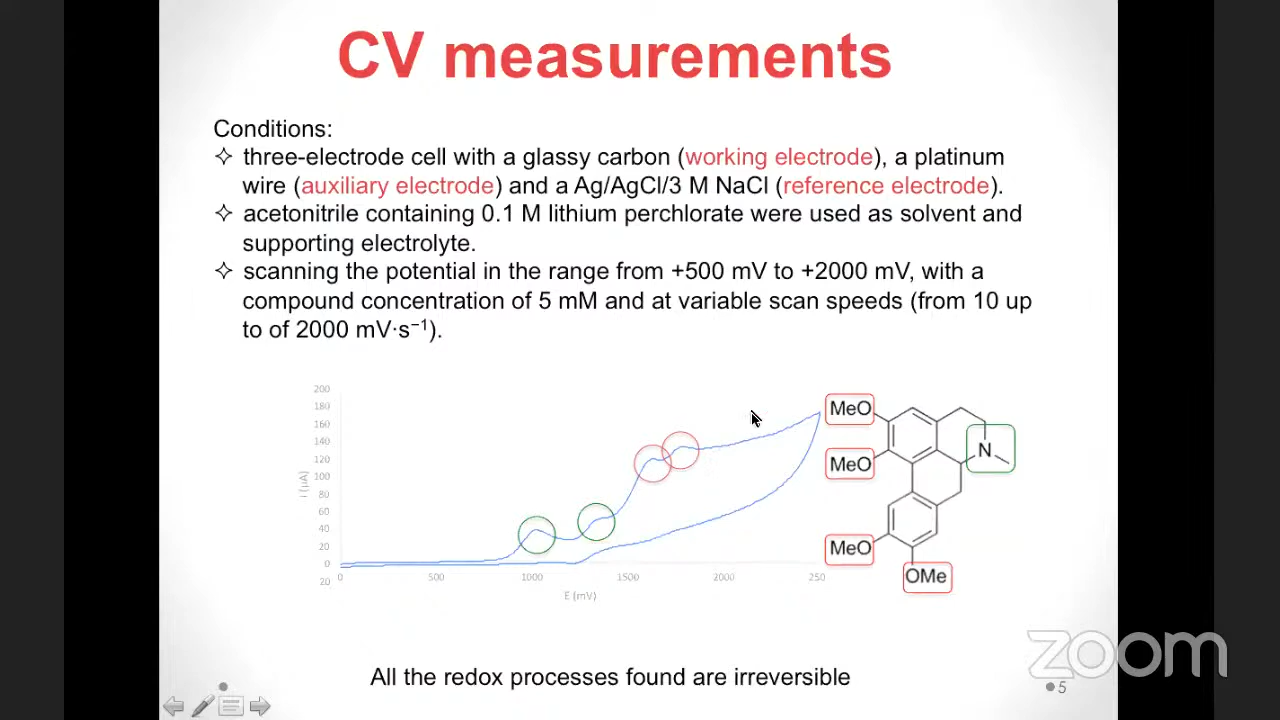 CV measurements
Conditions:
✧ three-electrode cell with a glassy carbon (working electrode), a platinum
wire (auxiliary electrode) and a Ag/AgCl/3 M NaCl (reference electrode).
✧ acetonitrile containing 0.1 M lithium perchlorate were used as solvent and
supporting electrolyte.
✧ scanning the potential in the range from +500 mV to +2000 mV, with a
compound concentration of 5 mM and at variable scan speeds (from 10 up
to of 2000 mV·s⁻¹).
200
180
160
140
120
100
80
60
40
20
0
20
I (µA)
0 500 1000 1500 2000 250
E (mV)
MeO
MeO
N
MeO
OMe
All the redox processes found are irreversible
zoom
5